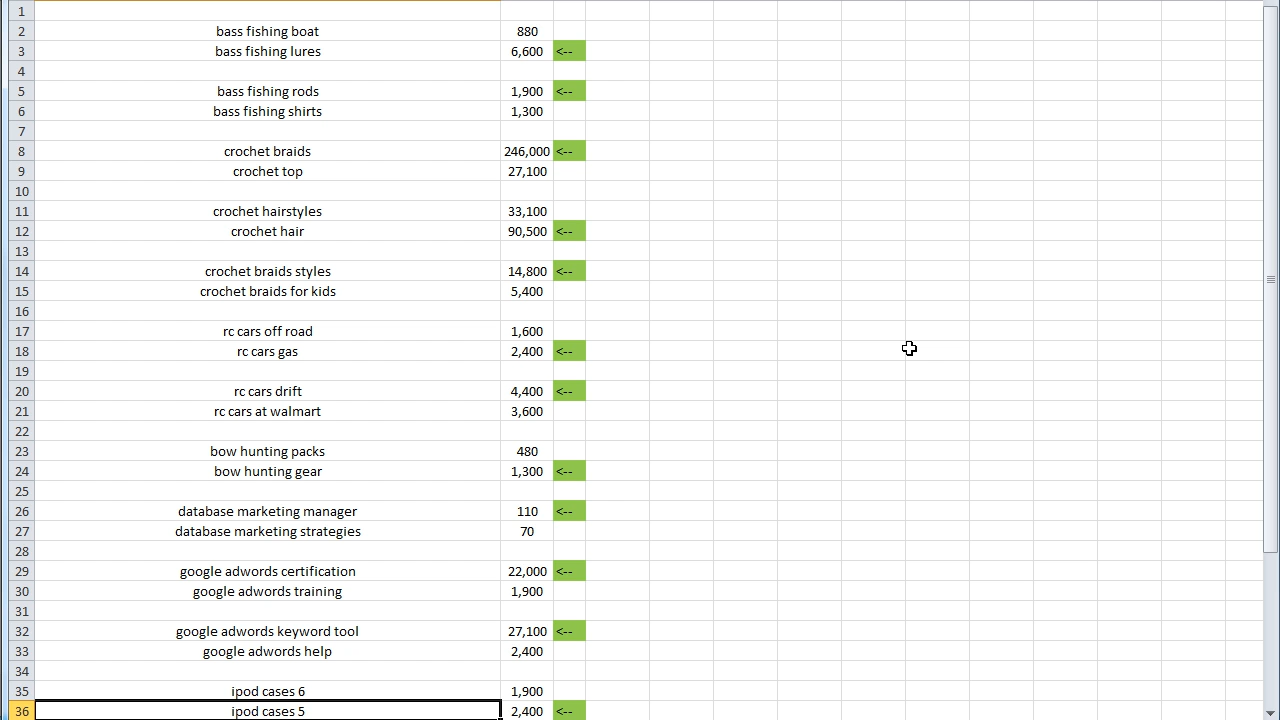 1
2 bass fishing boat 880
3 bass fishing lures 6,600 <--
4
5 bass fishing rods 1,900 <--
6 bass fishing shirts 1,300
7
8 crochet braids 246,000 <--
9 crochet top 27,100
10
11 crochet hairstyles 33,100
12 crochet hair 90,500 <--
13
14 crochet braids styles 14,800 <--
15 crochet braids for kids 5,400
16
17 rc cars off road 1,600
18 rc cars gas 2,400 <--
19
20 rc cars drift 4,400 <--
21 rc cars at walmart 3,600
22
23 bow hunting packs 480
24 bow hunting gear 1,300 <--
25
26 database marketing manager 110 <--
27 database marketing strategies 70
28
29 google adwords certification 22,000 <--
30 google adwords training 1,900
31
32 google adwords keyword tool 27,100 <--
33 google adwords help 2,400
34
35 ipod cases 6 1,900
36 ipod cases 5 2,400 <--